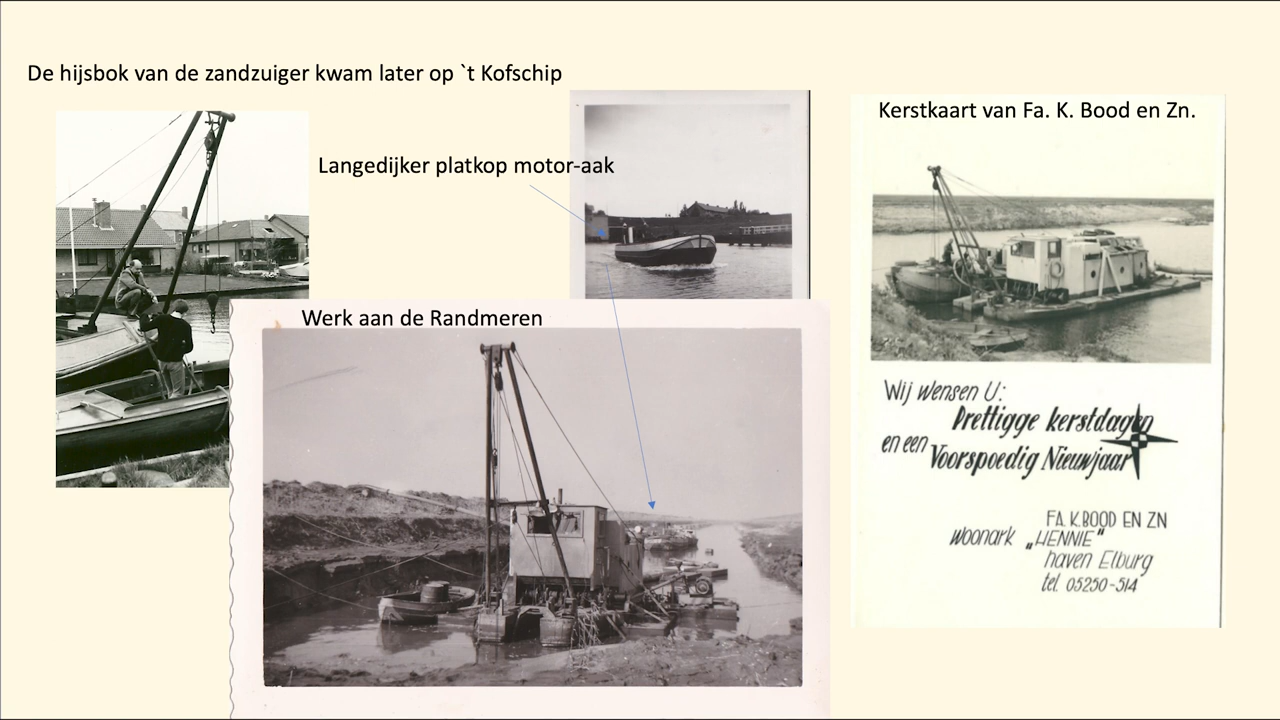 De hijsbok van de zandzuiger kwam later op `t Kofschip
Langedijker platkop motor-aak
Werk aan de Randmeren
Kerstkaart van Fa. K. Bood en Zn.
Wij wensen U:
Prettigge kerstdagen
en een Voorspoedig Nieuwjaar
FA. K. BOOD EN ZN
woonark „HENNIE"
haven Elburg
tel. 05250-514